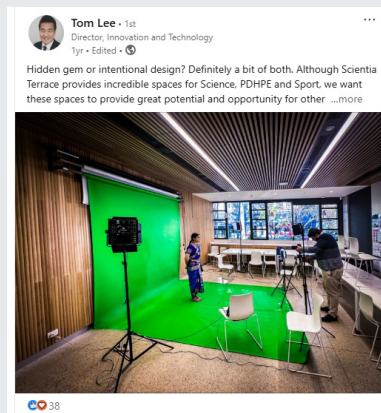 Tom Lee • 1st
Director, Innovation and Technology
1yr • Edited •
Hidden gem or intentional design? Definitely a bit of both. Although Scientia
Terrace provides incredible spaces for Science, PDHPE and Sport, we want
these spaces to provide great potential and opportunity for other ...more
38